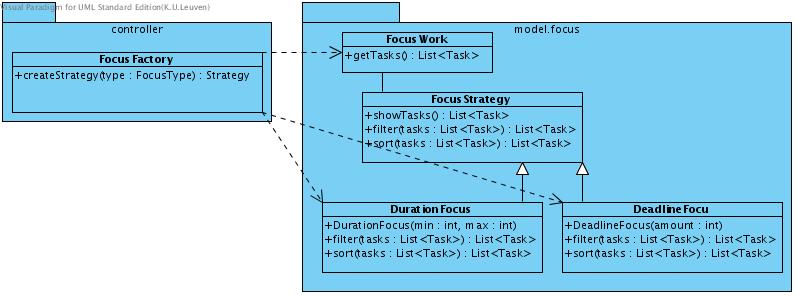 Visual Paradigm for UML Standard Edition(K.U.Leuven)
controller
Focus Factory
+createStrategy(type : FocusType) : Strategy
model.focus
Focus Work
+getTasks() : List<Task>
Focus Strategy
+showTasks() : List<Task>
+filter(tasks : List<Task>) : List<Task>
+sort(tasks : List<Task>) : List<Task>
Duration Focus
+DurationFocus(min : int, max : int)
+filter(tasks : List<Task>) : List<Task>
+sort(tasks : List<Task>) : List<Task>
Deadline Focu
+DeadlineFocus(amount : int)
+filter(tasks : List<Task>) : List<Task>
+sort(tasks : List<Task>) : List<Task>